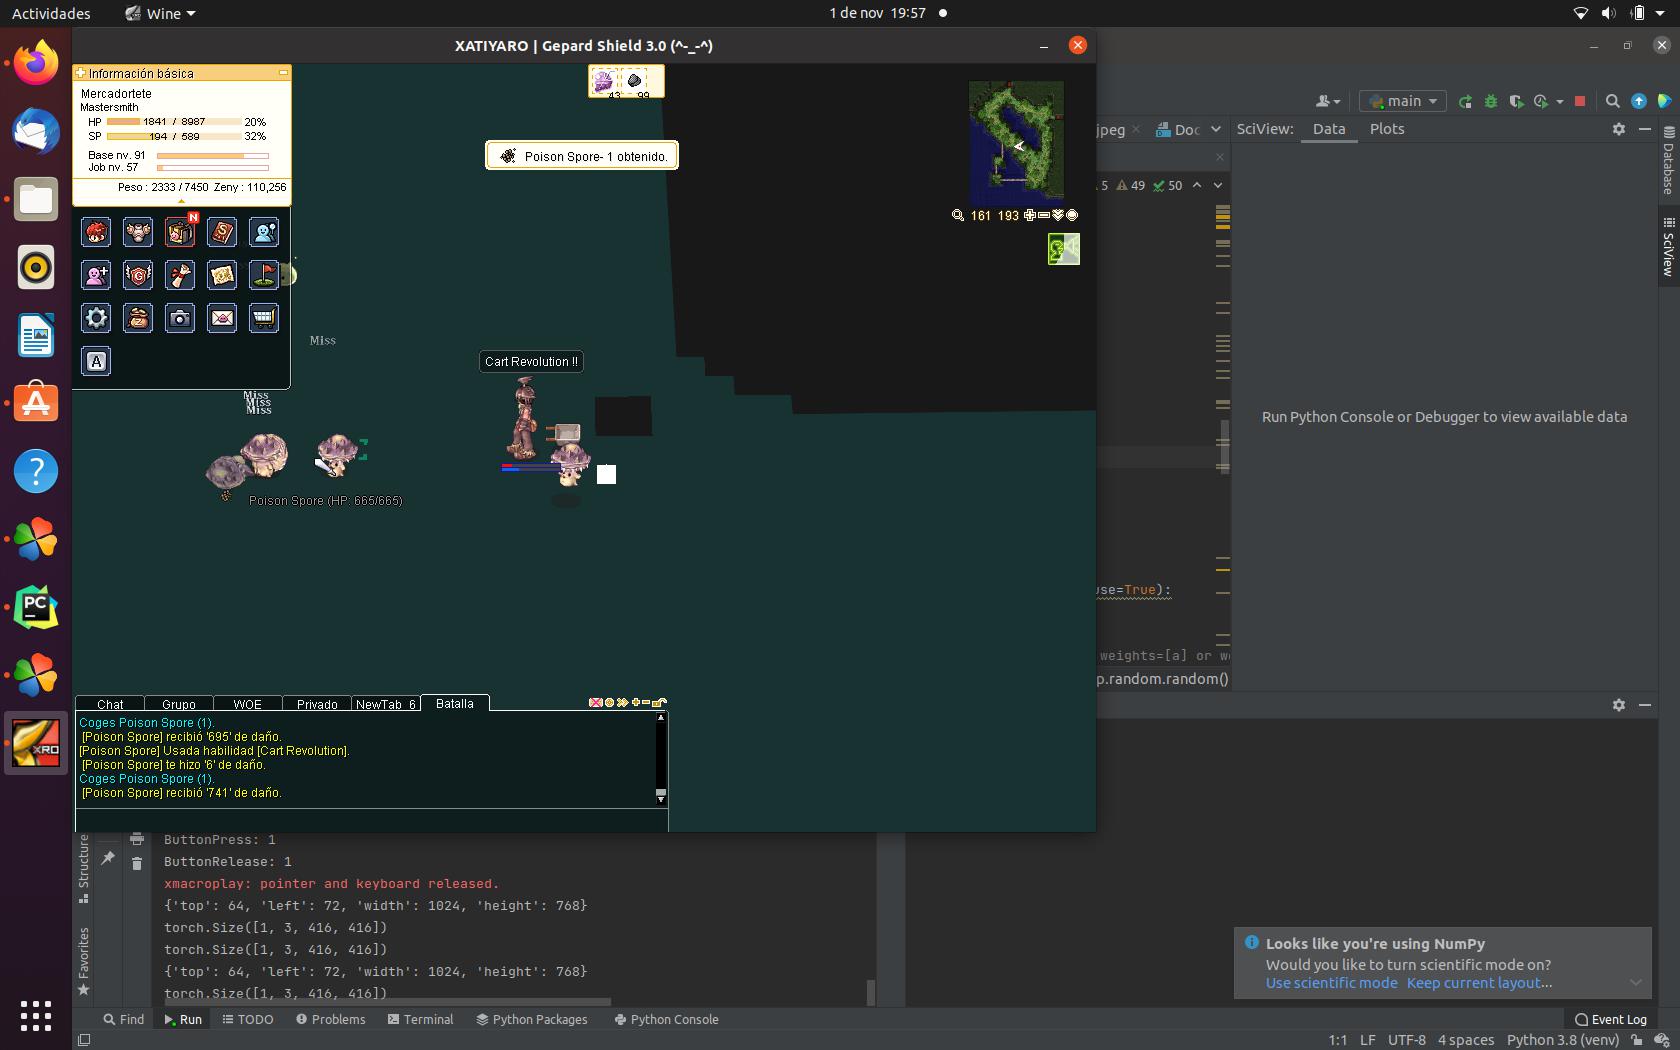 Actividades
Wine
1 de nov 19:57
XATIYARO | Gepard Shield 3.0 (^-_-^)
Información básica
Mercadortete
Mastersmith
HP 1841 / 8987 20%
SP 194 / 589 32%
Base nv. 91
Job nv. 57
Peso : 2333 / 7450 Zeny : 110,256
N
A
43 99
Poison Spore- 1 obtenido.
161 193
Miss
Miss
Miss
Miss
Cart Revolution !!
Poison Spore (HP: 665/665)
Chat Grupo WOE Privado NewTab 6 Batalla
Coges Poison Spore (1).
[Poison Spore] recibió '695' de daño.
[Poison Spore] Usada habilidad [Cart Revolution].
[Poison Spore] te hizo '6' de daño.
Coges Poison Spore (1).
[Poison Spore] recibió '741' de daño.
main
jpeg
Doc
SciView: Data Plots
5 49 50
Database
SciView
Run Python Console or Debugger to view available data
use=True):
weights=[a] or we
p.random.random()
PC
XRO
Structure
Favorites
ButtonPress: 1
ButtonRelease: 1
xmacroplay: pointer and keyboard released.
{'top': 64, 'left': 72, 'width': 1024, 'height': 768}
torch.Size([1, 3, 416, 416])
torch.Size([1, 3, 416, 416])
{'top': 64, 'left': 72, 'width': 1024, 'height': 768}
torch.Size([1, 3, 416, 416])
Looks like you're using NumPy
Would you like to turn scientific mode on?
Use scientific mode Keep current layout...
Find Run TODO Problems Terminal Python Packages Python Console
Event Log
1:1 LF UTF-8 4 spaces Python 3.8 (venv)